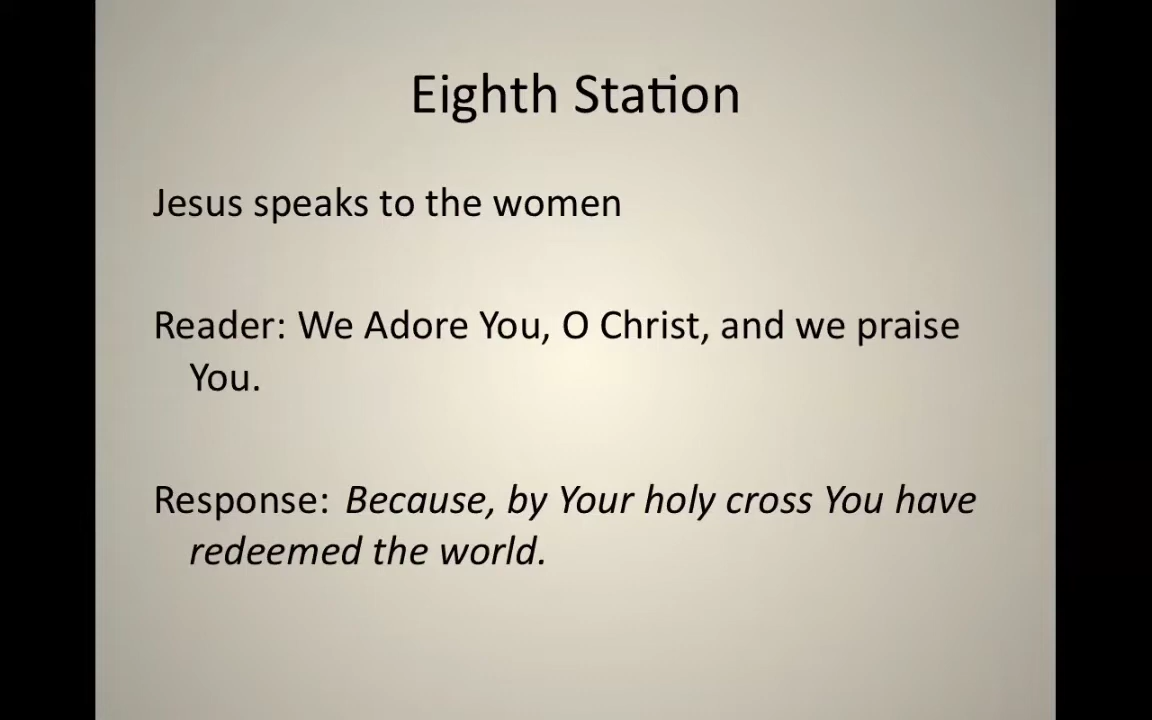 Eighth Station
Jesus speaks to the women
Reader: We Adore You, O Christ, and we praise
You.
Response: Because, by Your holy cross You have
redeemed the world.